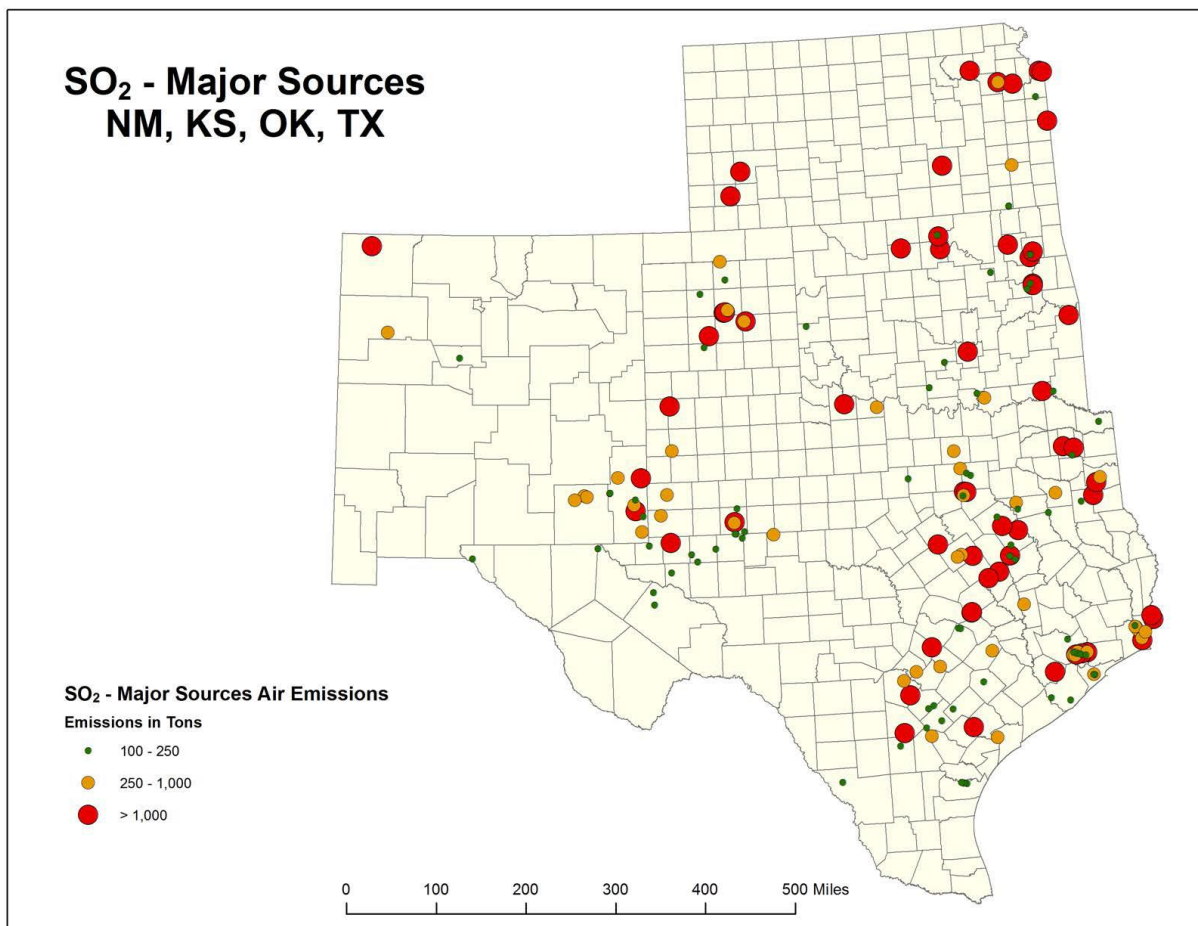 SO₂ - Major Sources
NM, KS, OK, TX
SO₂ - Major Sources Air Emissions
Emissions in Tons
100 - 250
250 - 1,000
> 1,000
0 100 200 300 400 500 Miles